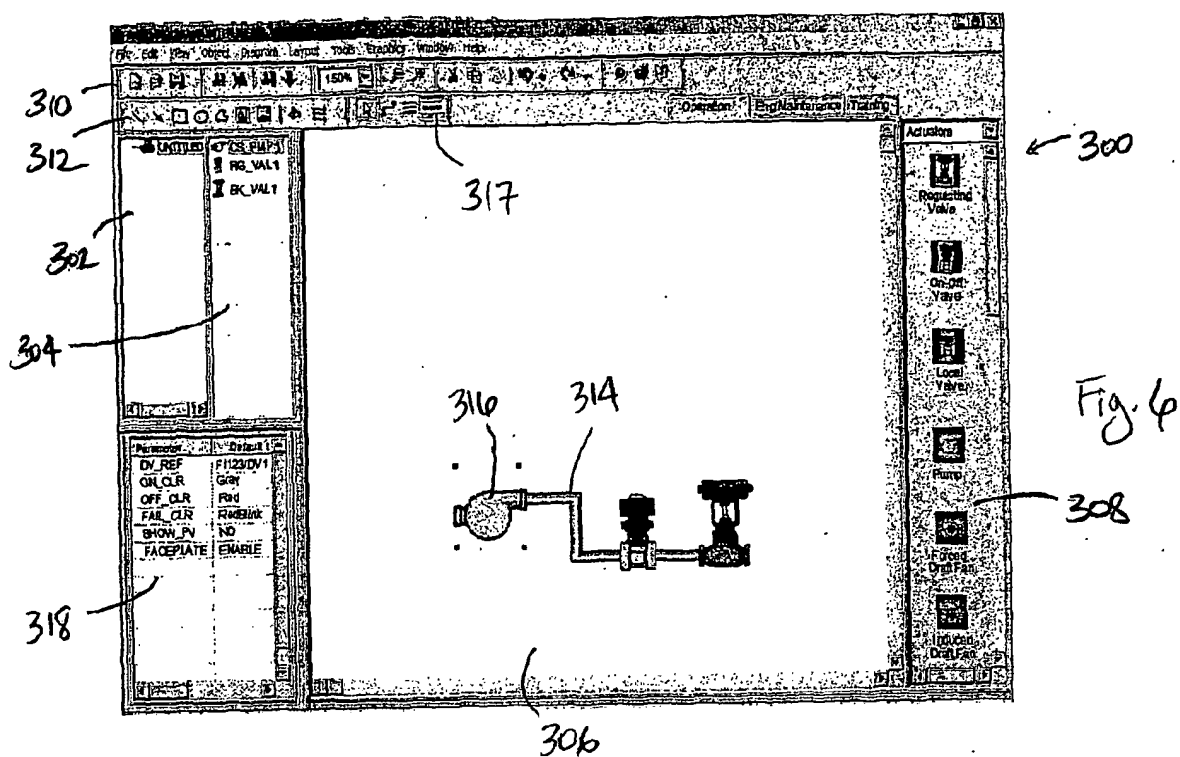 File Edit View Object Diagram Layout Tools Graphics Window Help
150%
Operation Eng/Maintenance Training
310
312
317
300
302
304
UNTITLED
RG_VAL1
BK_VAL1
Actuators
Regulating
Valve
On-Off
Valve
Local
Valve
Pump
Forced
Draft Fan
Induced
Draft Fan
308
Fig. 6
316
314
Parameter Default
DV_REF FI123/DV1
ON_CLR Gray
OFF_CLR Red
FAIL_CLR RedBlink
SHOW_PV NO
FACEPLATE ENABLE
318
306